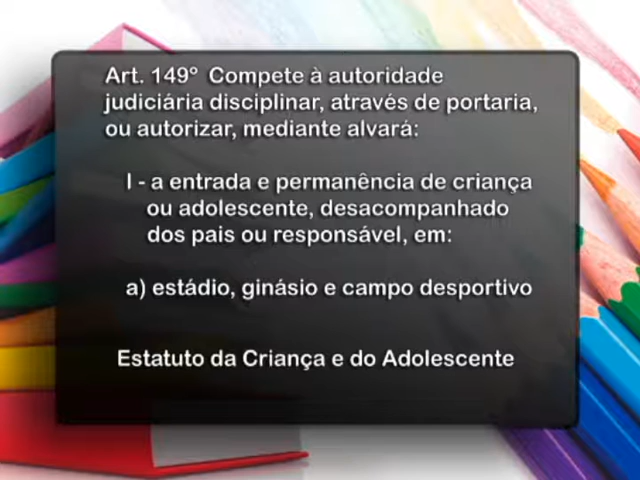 Art. 149º Compete à autoridade
judiciária disciplinar, através de portaria,
ou autorizar, mediante alvará:
I - a entrada e permanência de criança
ou adolescente, desacompanhado
dos pais ou responsável, em:
a) estádio, ginásio e campo desportivo
Estatuto da Criança e do Adolescente